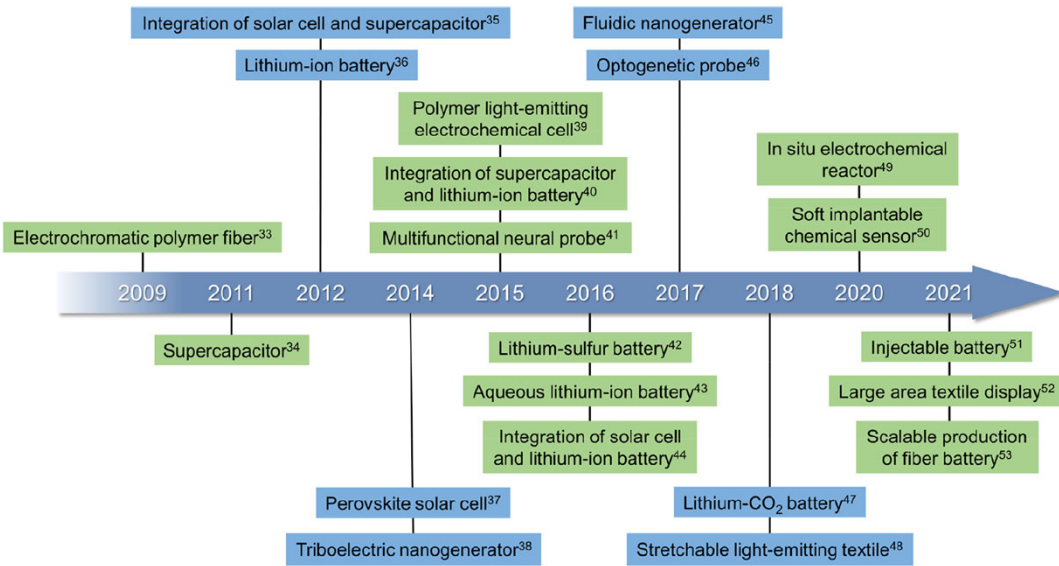 Integration of solar cell and supercapacitor³⁵
Lithium-ion battery³⁶
Fluidic nanogenerator⁴⁵
Optogenetic probe⁴⁶
Polymer light-emitting
electrochemical cell³⁹
Integration of supercapacitor
and lithium-ion battery⁴⁰
Multifunctional neural probe⁴¹
In situ electrochemical
reactor⁴⁹
Soft implantable
chemical sensor⁵⁰
Electrochromatic polymer fiber³³
2009 2011 2012 2014 2015 2016 2017 2018 2020 2021
Supercapacitor³⁴
Lithium-sulfur battery⁴²
Aqueous lithium-ion battery⁴³
Integration of solar cell
and lithium-ion battery⁴⁴
Injectable battery⁵¹
Large area textile display⁵²
Scalable production
of fiber battery⁵³
Perovskite solar cell³⁷
Triboelectric nanogenerator³⁸
Lithium-CO₂ battery⁴⁷
Stretchable light-emitting textile⁴⁸